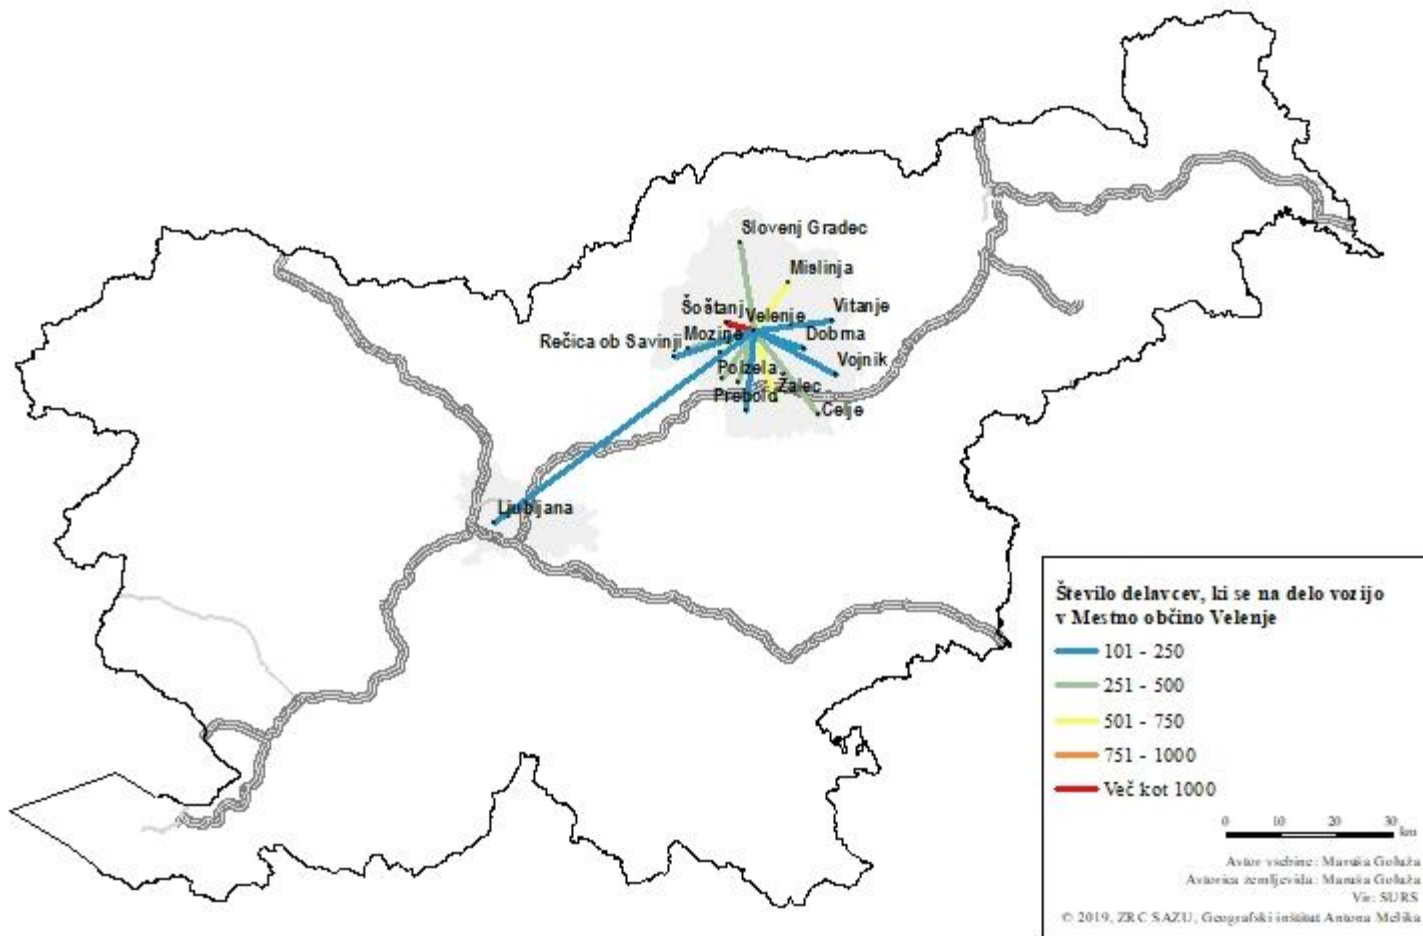 Slovenj Gradec
Mislinja
Šoštanj
Velenje
Vitanje
Rečica ob Savinji
Mozirje
Dobrna
Vojnik
Polzela
Žalec
Prebold
Celje
Ljubljana
Število delavcev, ki se na delo vozijo
v Mestno občino Velenje
101 - 250
251 - 500
501 - 750
751 - 1000
Več kot 1000
0 10 20 30
km
Avtor vsebine: Maruša Goluža
Avtorica zemljevida: Maruša Goluža
Vir: SURS
© 2019, ZRC SAZU, Geografski inštitut Antona Melika